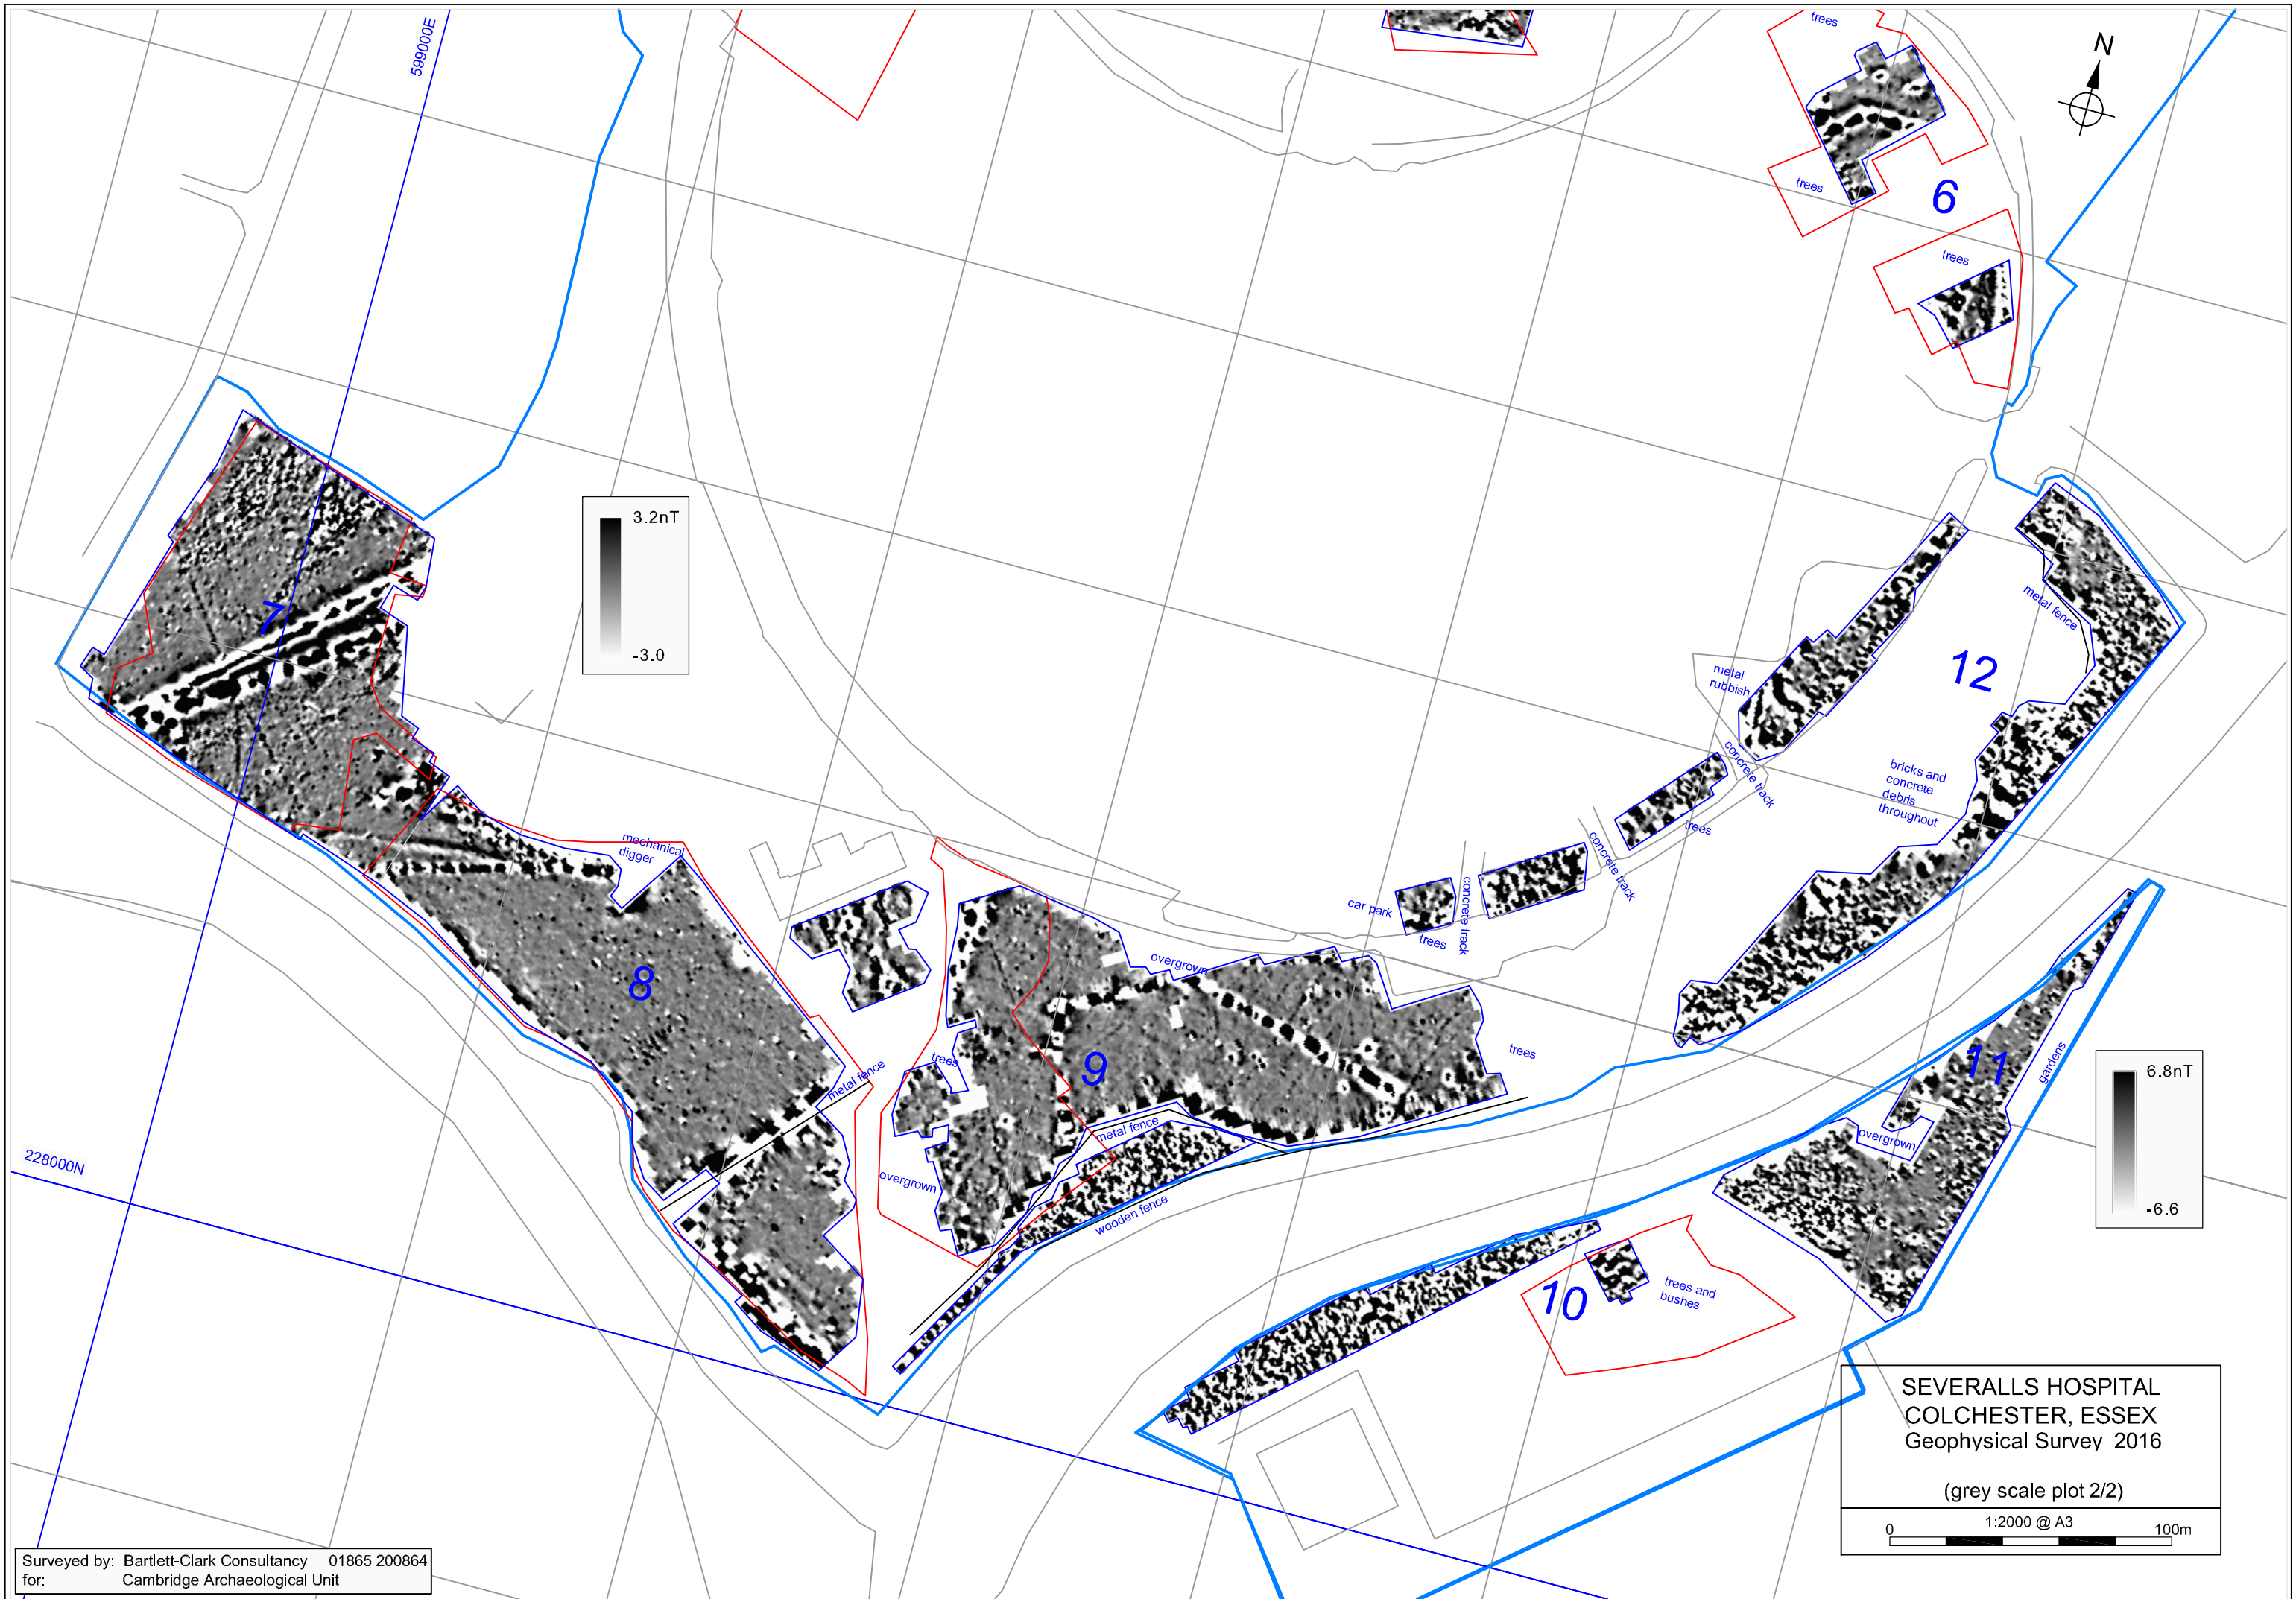 599000E
trees
N
trees
6
trees
3.2nT
-3.0
7
metal fence
12
metal
rubbish
concrete track
bricks and
concrete
debris
throughout
trees
mechanical
digger
concrete track
car park
concrete track
trees
overgrown
8
trees
9
trees
metal fence
11
gardens
6.8nT
-6.6
metal fence
overgrown
overgrown
wooden fence
228000N
10
trees and
bushes
SEVERALLS HOSPITAL
COLCHESTER, ESSEX
Geophysical Survey 2016
(grey scale plot 2/2)
1:2000 @ A3
0
100m
Surveyed by: Bartlett-Clark Consultancy 01865 200864
for: Cambridge Archaeological Unit